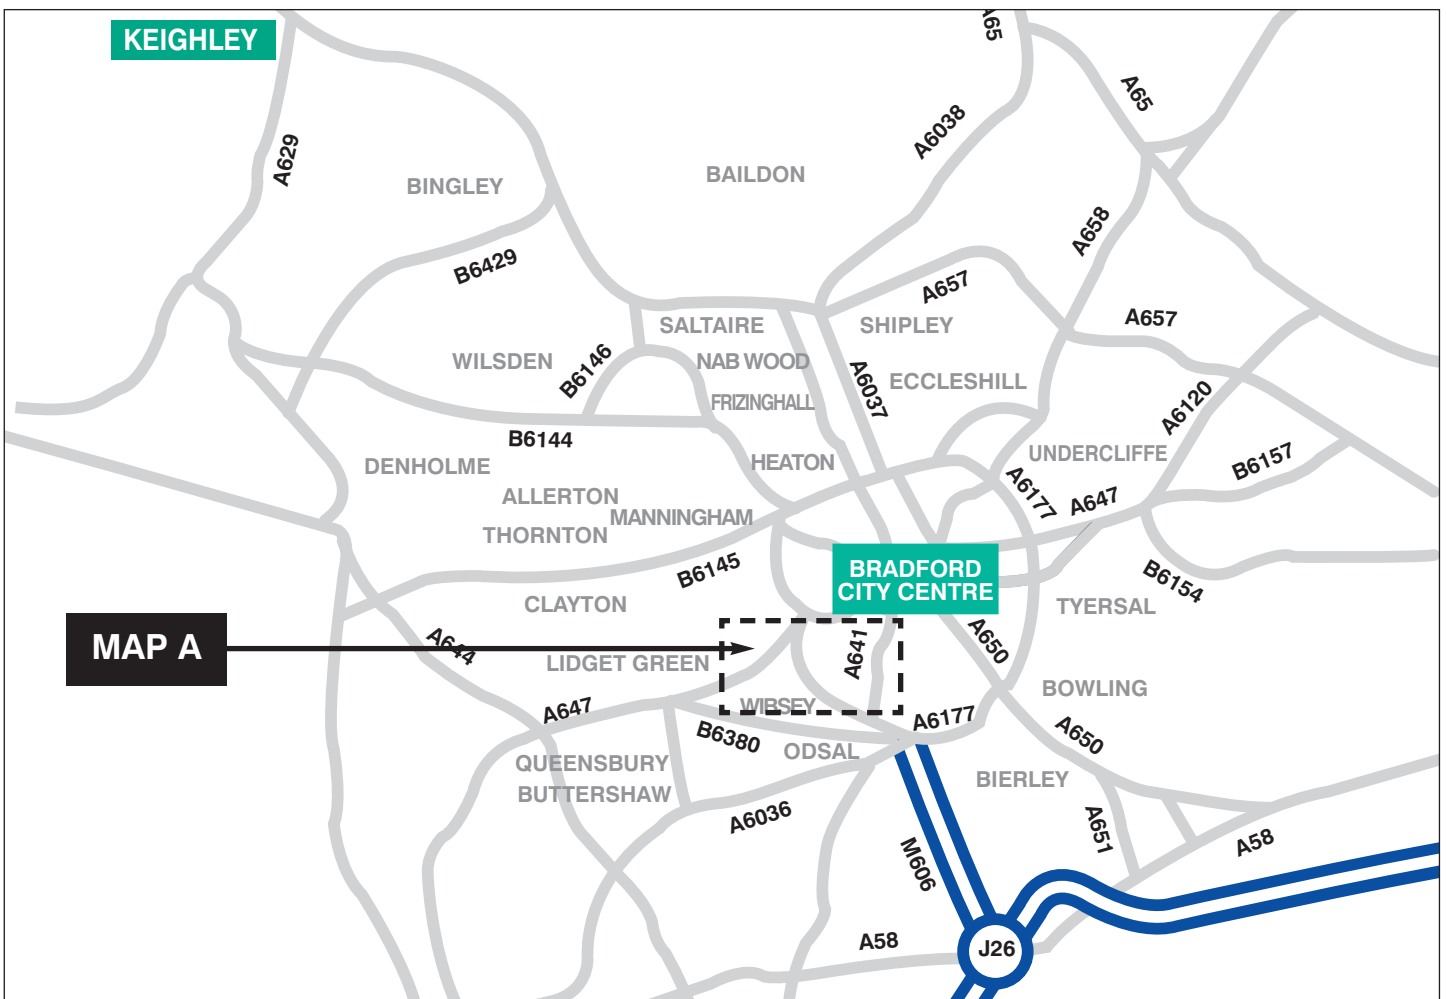 KEIGHLEY
A65
A65
A6038
A629
BINGLEY
BAILDON
A658
B6429
A657
A657
SALTAIRE
SHIPLEY
WILSDEN
B6146
NAB WOOD
A6037
ECCLESHILL
FRIZINGHALL
A6120
B6144
UNDERCLIFFE
B6157
DENHOLME
HEATON
A6177
A647
ALLERTON
MANNINGHAM
THORNTON
B6145
BRADFORD
CITY CENTRE
B6154
CLAYTON
TYERSAL
MAP A
A644
LIDGET GREEN
A641
A650
BOWLING
A647
WIBSEY
A6177
B6380
ODSAL
A650
QUEENSBURY
BUTTERSHAW
BIERLEY
A6036
A651
A58
M606
A58
J26